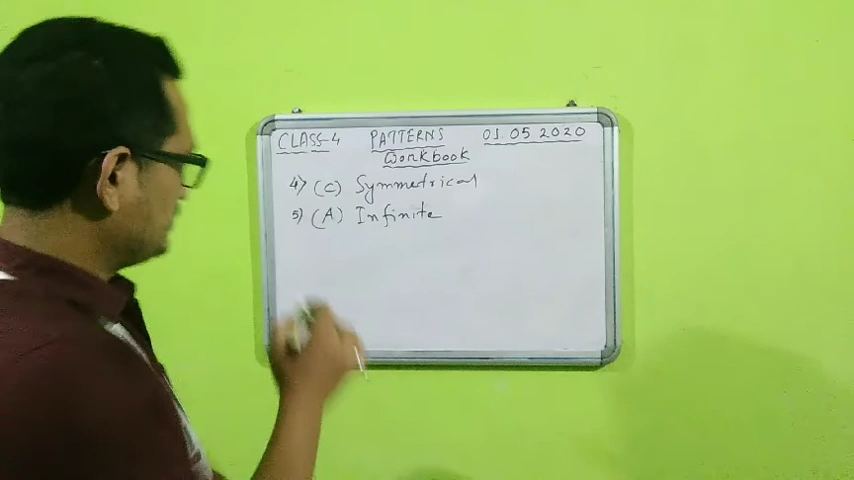 CLASS-4 PATTERNS 01.05 2020
Workbook
4) (C) Symmetrical
5) (A) Infinite